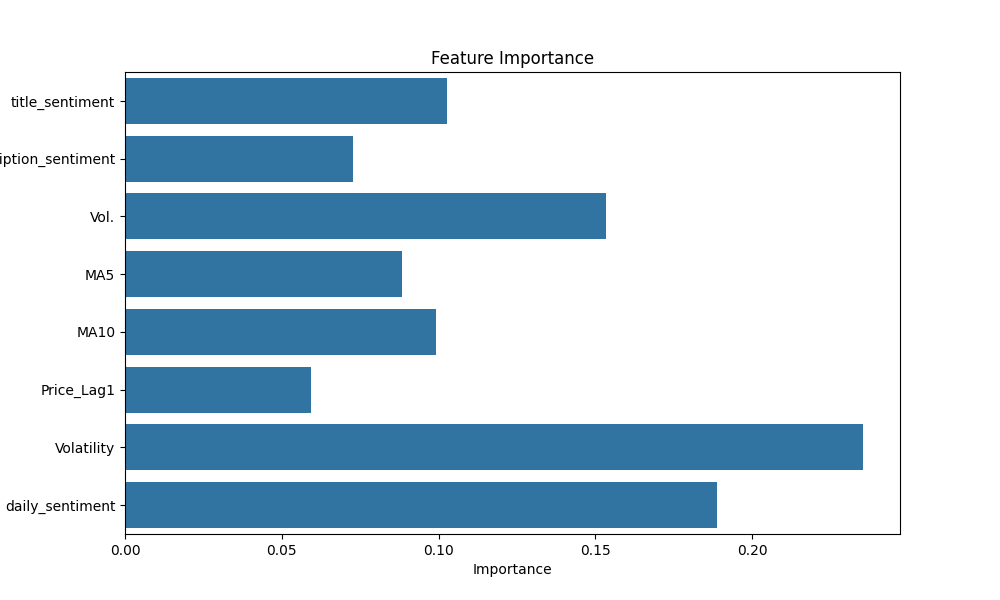 Feature Importance
title_sentiment
iption_sentiment
Vol.
MA5
MA10
Price_Lag1
Volatility
daily_sentiment
0.00 0.05 0.10 0.15 0.20
Importance